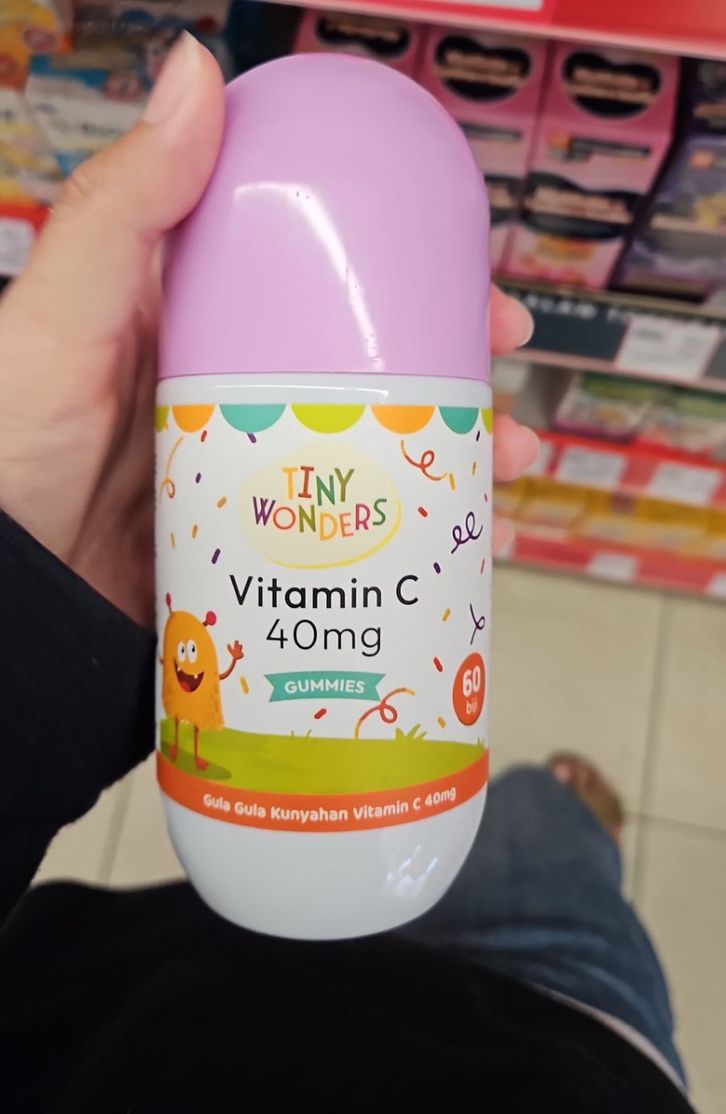 TINY
WONDERS
Vitamin C
40mg
GUMMIES
60
biji
Gula Gula Kunyahan Vitamin C 40mg